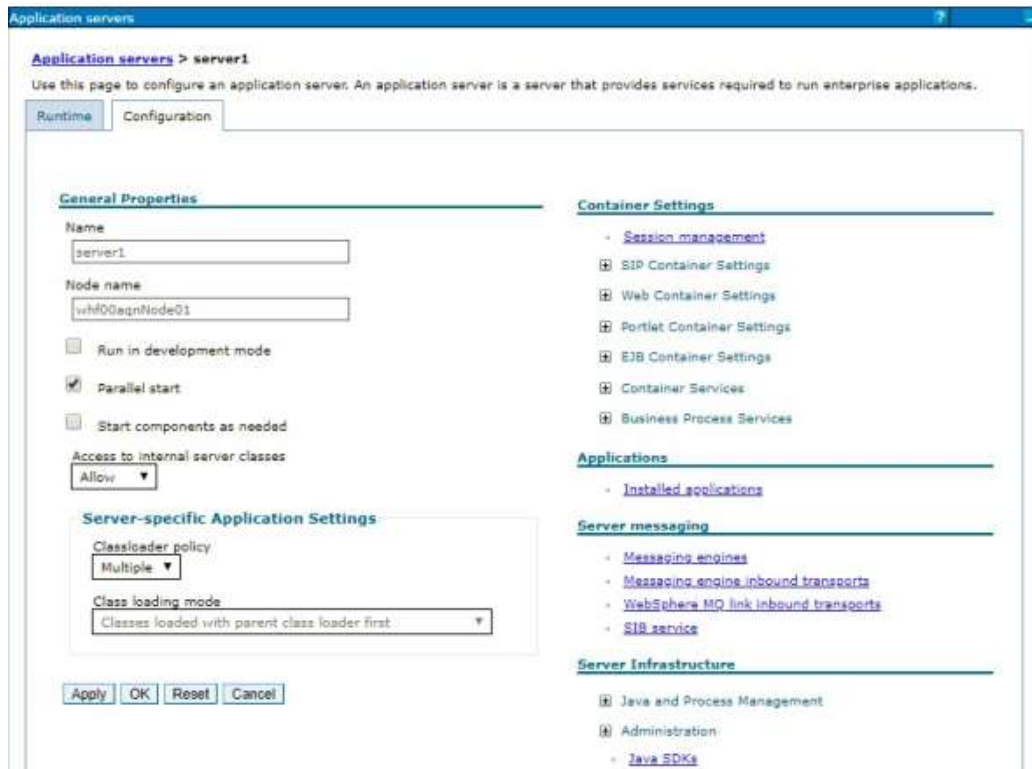 Application servers
?
Application servers > server1
Use this page to configure an application server. An application server is a server that provides services required to run enterprise applications.
Runtime
Configuration
General Properties
Name
server1
Node name
whf00aqnNode01
Run in development mode
Parallel start
Start components as needed
Access to internal server classes
Allow
Server-specific Application Settings
Classloader policy
Multiple
Class loading mode
Classes loaded with parent class loader first
Apply OK Reset Cancel
Container Settings
Session management
SIP Container Settings
Web Container Settings
Portlet Container Settings
EJB Container Settings
Container Services
Business Process Services
Applications
Installed applications
Server messaging
Messaging engines
Messaging engine inbound transports
WebSphere MQ link inbound transports
SIB service
Server Infrastructure
Java and Process Management
Administration
Java SDKs